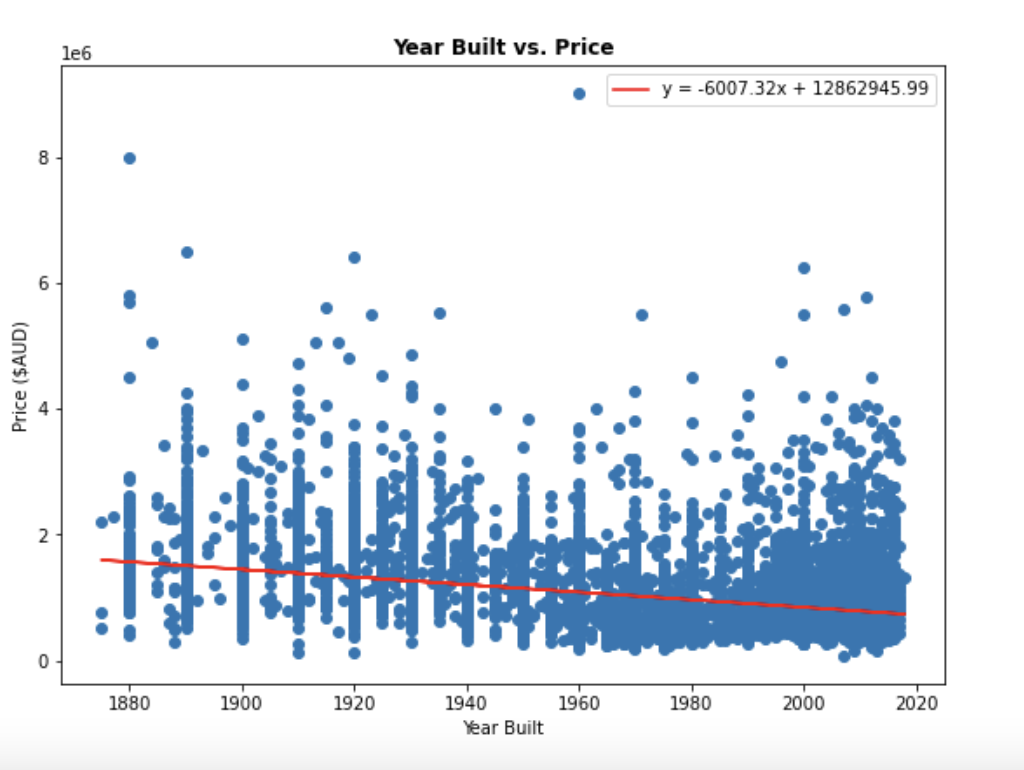 Year Built vs. Price
1e6
y = -6007.32x + 12862945.99
Price ($AUD)
8
6
4
2
0
1880 1900 1920 1940 1960 1980 2000 2020
Year Built